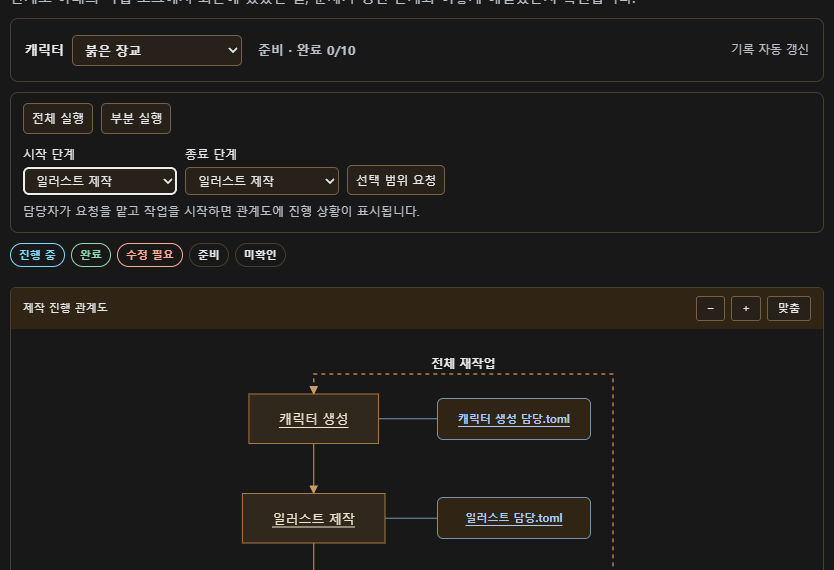 캐릭터 붉은 장교 준비 · 완료 0/10 기록 자동 갱신
전체 실행 부분 실행
시작 단계 종료 단계
일러스트 제작 일러스트 제작 선택 범위 요청
담당자가 요청을 맡고 작업을 시작하면 관계도에 진행 상황이 표시됩니다.
진행 중 완료 수정 필요 준비 미확인
제작 진행 관계도 − + 맞춤
전체 재작업
캐릭터 생성 캐릭터 생성 담당.toml
일러스트 제작 일러스트 담당.toml